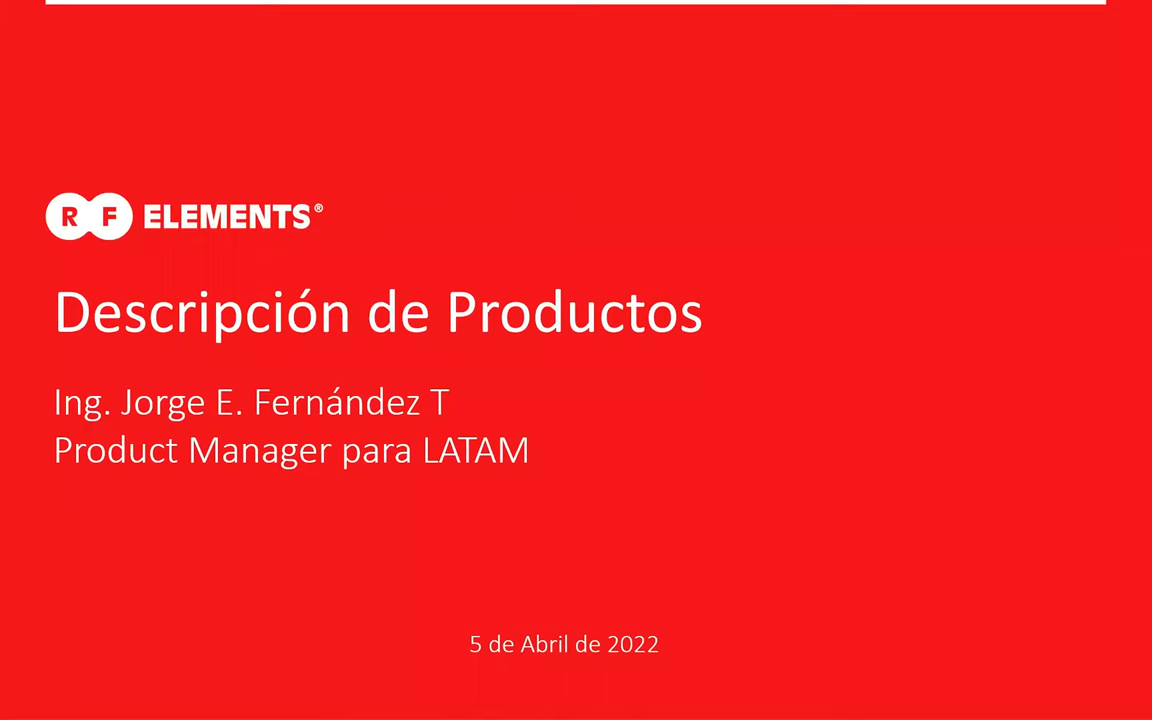 RF ELEMENTS®
Descripción de Productos
Ing. Jorge E. Fernández T
Product Manager para LATAM
5 de Abril de 2022